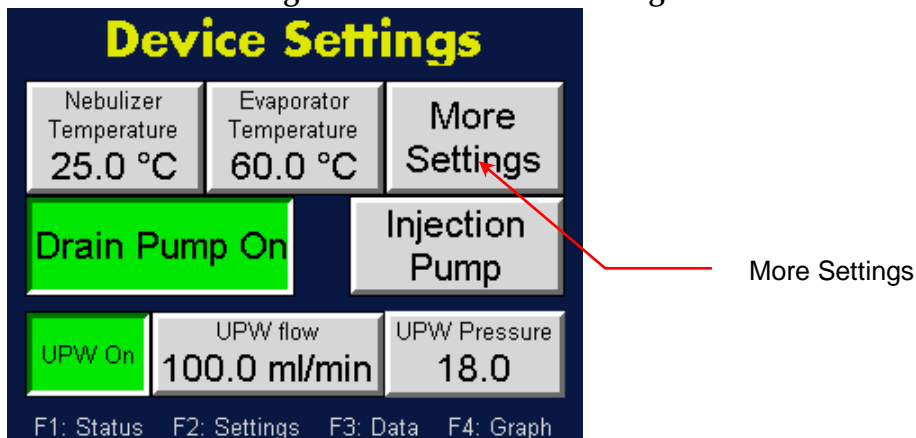 Device Settings
Nebulizer
Temperature
25.0 °C
Evaporator
Temperature
60.0 °C
More
Settings
Drain Pump On
Injection
Pump
More Settings
UPW On
UPW flow
100.0 ml/min
UPW Pressure
18.0
F1: Status F2: Settings F3: Data F4: Graph